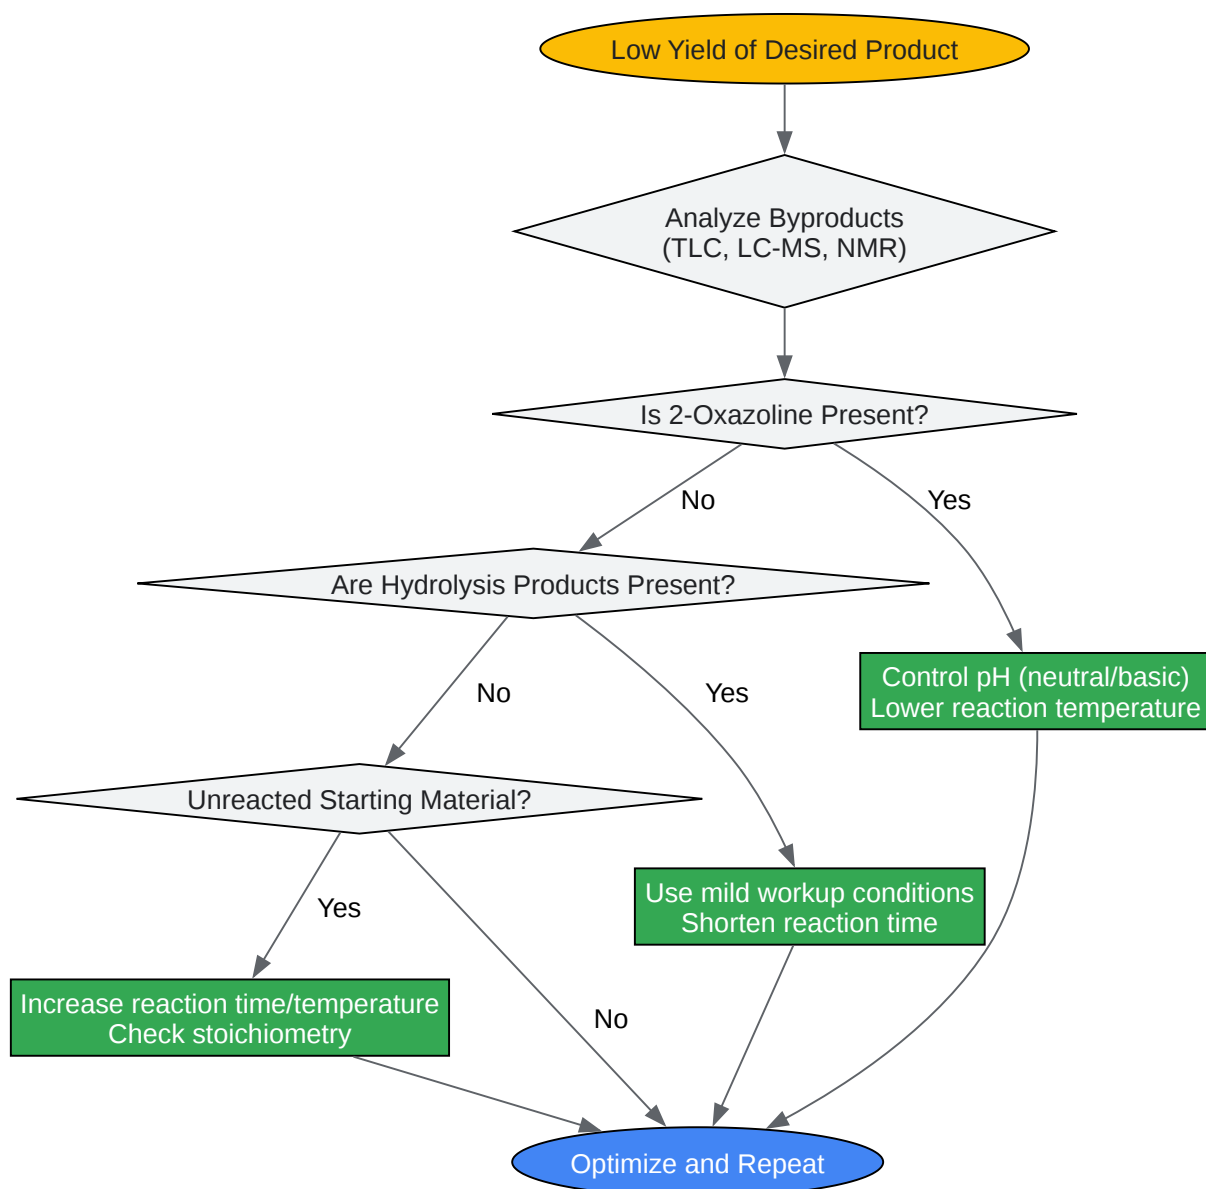 Low Yield of Desired Product
Analyze Byproducts
(TLC, LC-MS, NMR)
Is 2-Oxazoline Present?
No
Yes
Are Hydrolysis Products Present?
Control pH (neutral/basic)
Lower reaction temperature
No
Yes
Unreacted Starting Material?
Use mild workup conditions
Shorten reaction time
Yes
Increase reaction time/temperature
Check stoichiometry
No
Optimize and Repeat